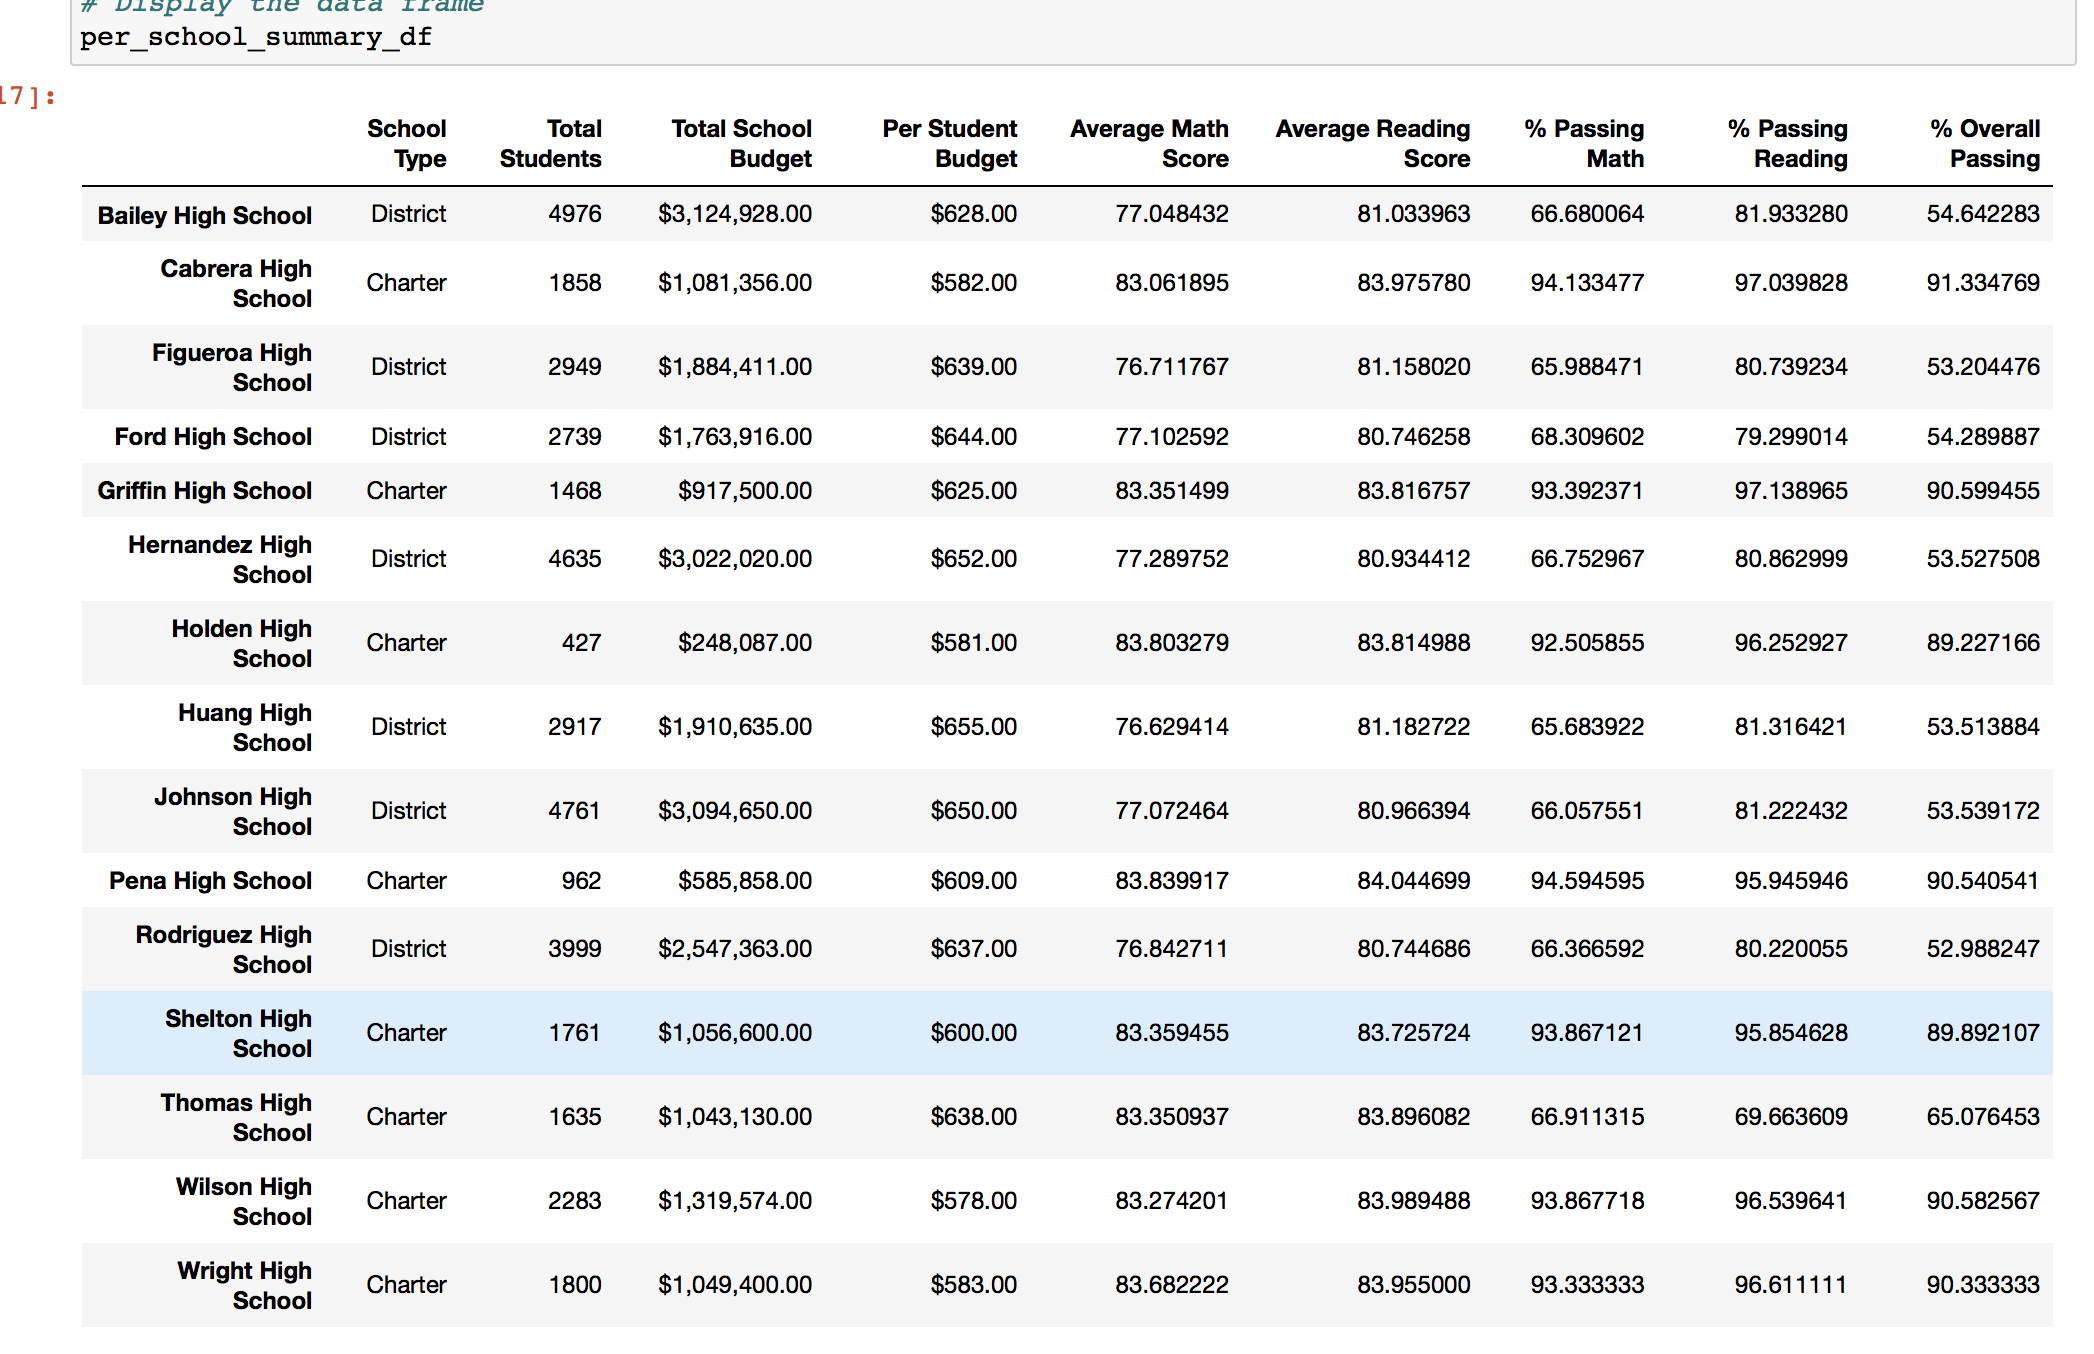 # Display the data frame
per_school_summary_df
17]:
School Type Total Students Total School Budget Per Student Budget Average Math Score Average Reading Score % Passing Math % Passing Reading % Overall Passing
Bailey High School District 4976 $3,124,928.00 $628.00 77.048432 81.033963 66.680064 81.933280 54.642283
Cabrera High School Charter 1858 $1,081,356.00 $582.00 83.061895 83.975780 94.133477 97.039828 91.334769
Figueroa High School District 2949 $1,884,411.00 $639.00 76.711767 81.158020 65.988471 80.739234 53.204476
Ford High School District 2739 $1,763,916.00 $644.00 77.102592 80.746258 68.309602 79.299014 54.289887
Griffin High School Charter 1468 $917,500.00 $625.00 83.351499 83.816757 93.392371 97.138965 90.599455
Hernandez High School District 4635 $3,022,020.00 $652.00 77.289752 80.934412 66.752967 80.862999 53.527508
Holden High School Charter 427 $248,087.00 $581.00 83.803279 83.814988 92.505855 96.252927 89.227166
Huang High School District 2917 $1,910,635.00 $655.00 76.629414 81.182722 65.683922 81.316421 53.513884
Johnson High School District 4761 $3,094,650.00 $650.00 77.072464 80.966394 66.057551 81.222432 53.539172
Pena High School Charter 962 $585,858.00 $609.00 83.839917 84.044699 94.594595 95.945946 90.540541
Rodriguez High School District 3999 $2,547,363.00 $637.00 76.842711 80.744686 66.366592 80.220055 52.988247
Shelton High School Charter 1761 $1,056,600.00 $600.00 83.359455 83.725724 93.867121 95.854628 89.892107
Thomas High School Charter 1635 $1,043,130.00 $638.00 83.350937 83.896082 66.911315 69.663609 65.076453
Wilson High School Charter 2283 $1,319,574.00 $578.00 83.274201 83.989488 93.867718 96.539641 90.582567
Wright High School Charter 1800 $1,049,400.00 $583.00 83.682222 83.955000 93.333333 96.611111 90.333333